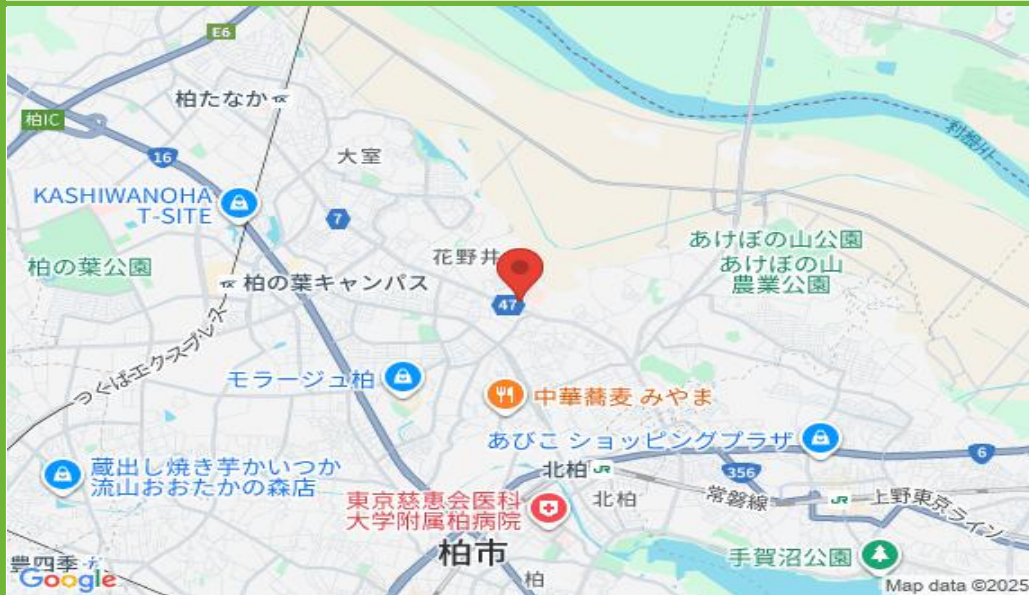 E6
柏たなか
柏IC
16
大室
KASHIWANOHA
T-SITE
7
利根川
花野井
あけぼの山公園
あけぼの山
農業公園
柏の葉公園
柏の葉キャンパス
47
つくばエクスプレス
モラージュ柏
中華蕎麦 みやま
あびこ ショッピングプラザ
6
蔵出し焼き芋かいつか
流山おおたかの森店
北柏
JR
356
東京慈恵会医科
大学附属柏病院
北柏
常磐線
JR
上野東京ライン
柏市
豊四季
手賀沼公園
柏
Google
Map data ©2025